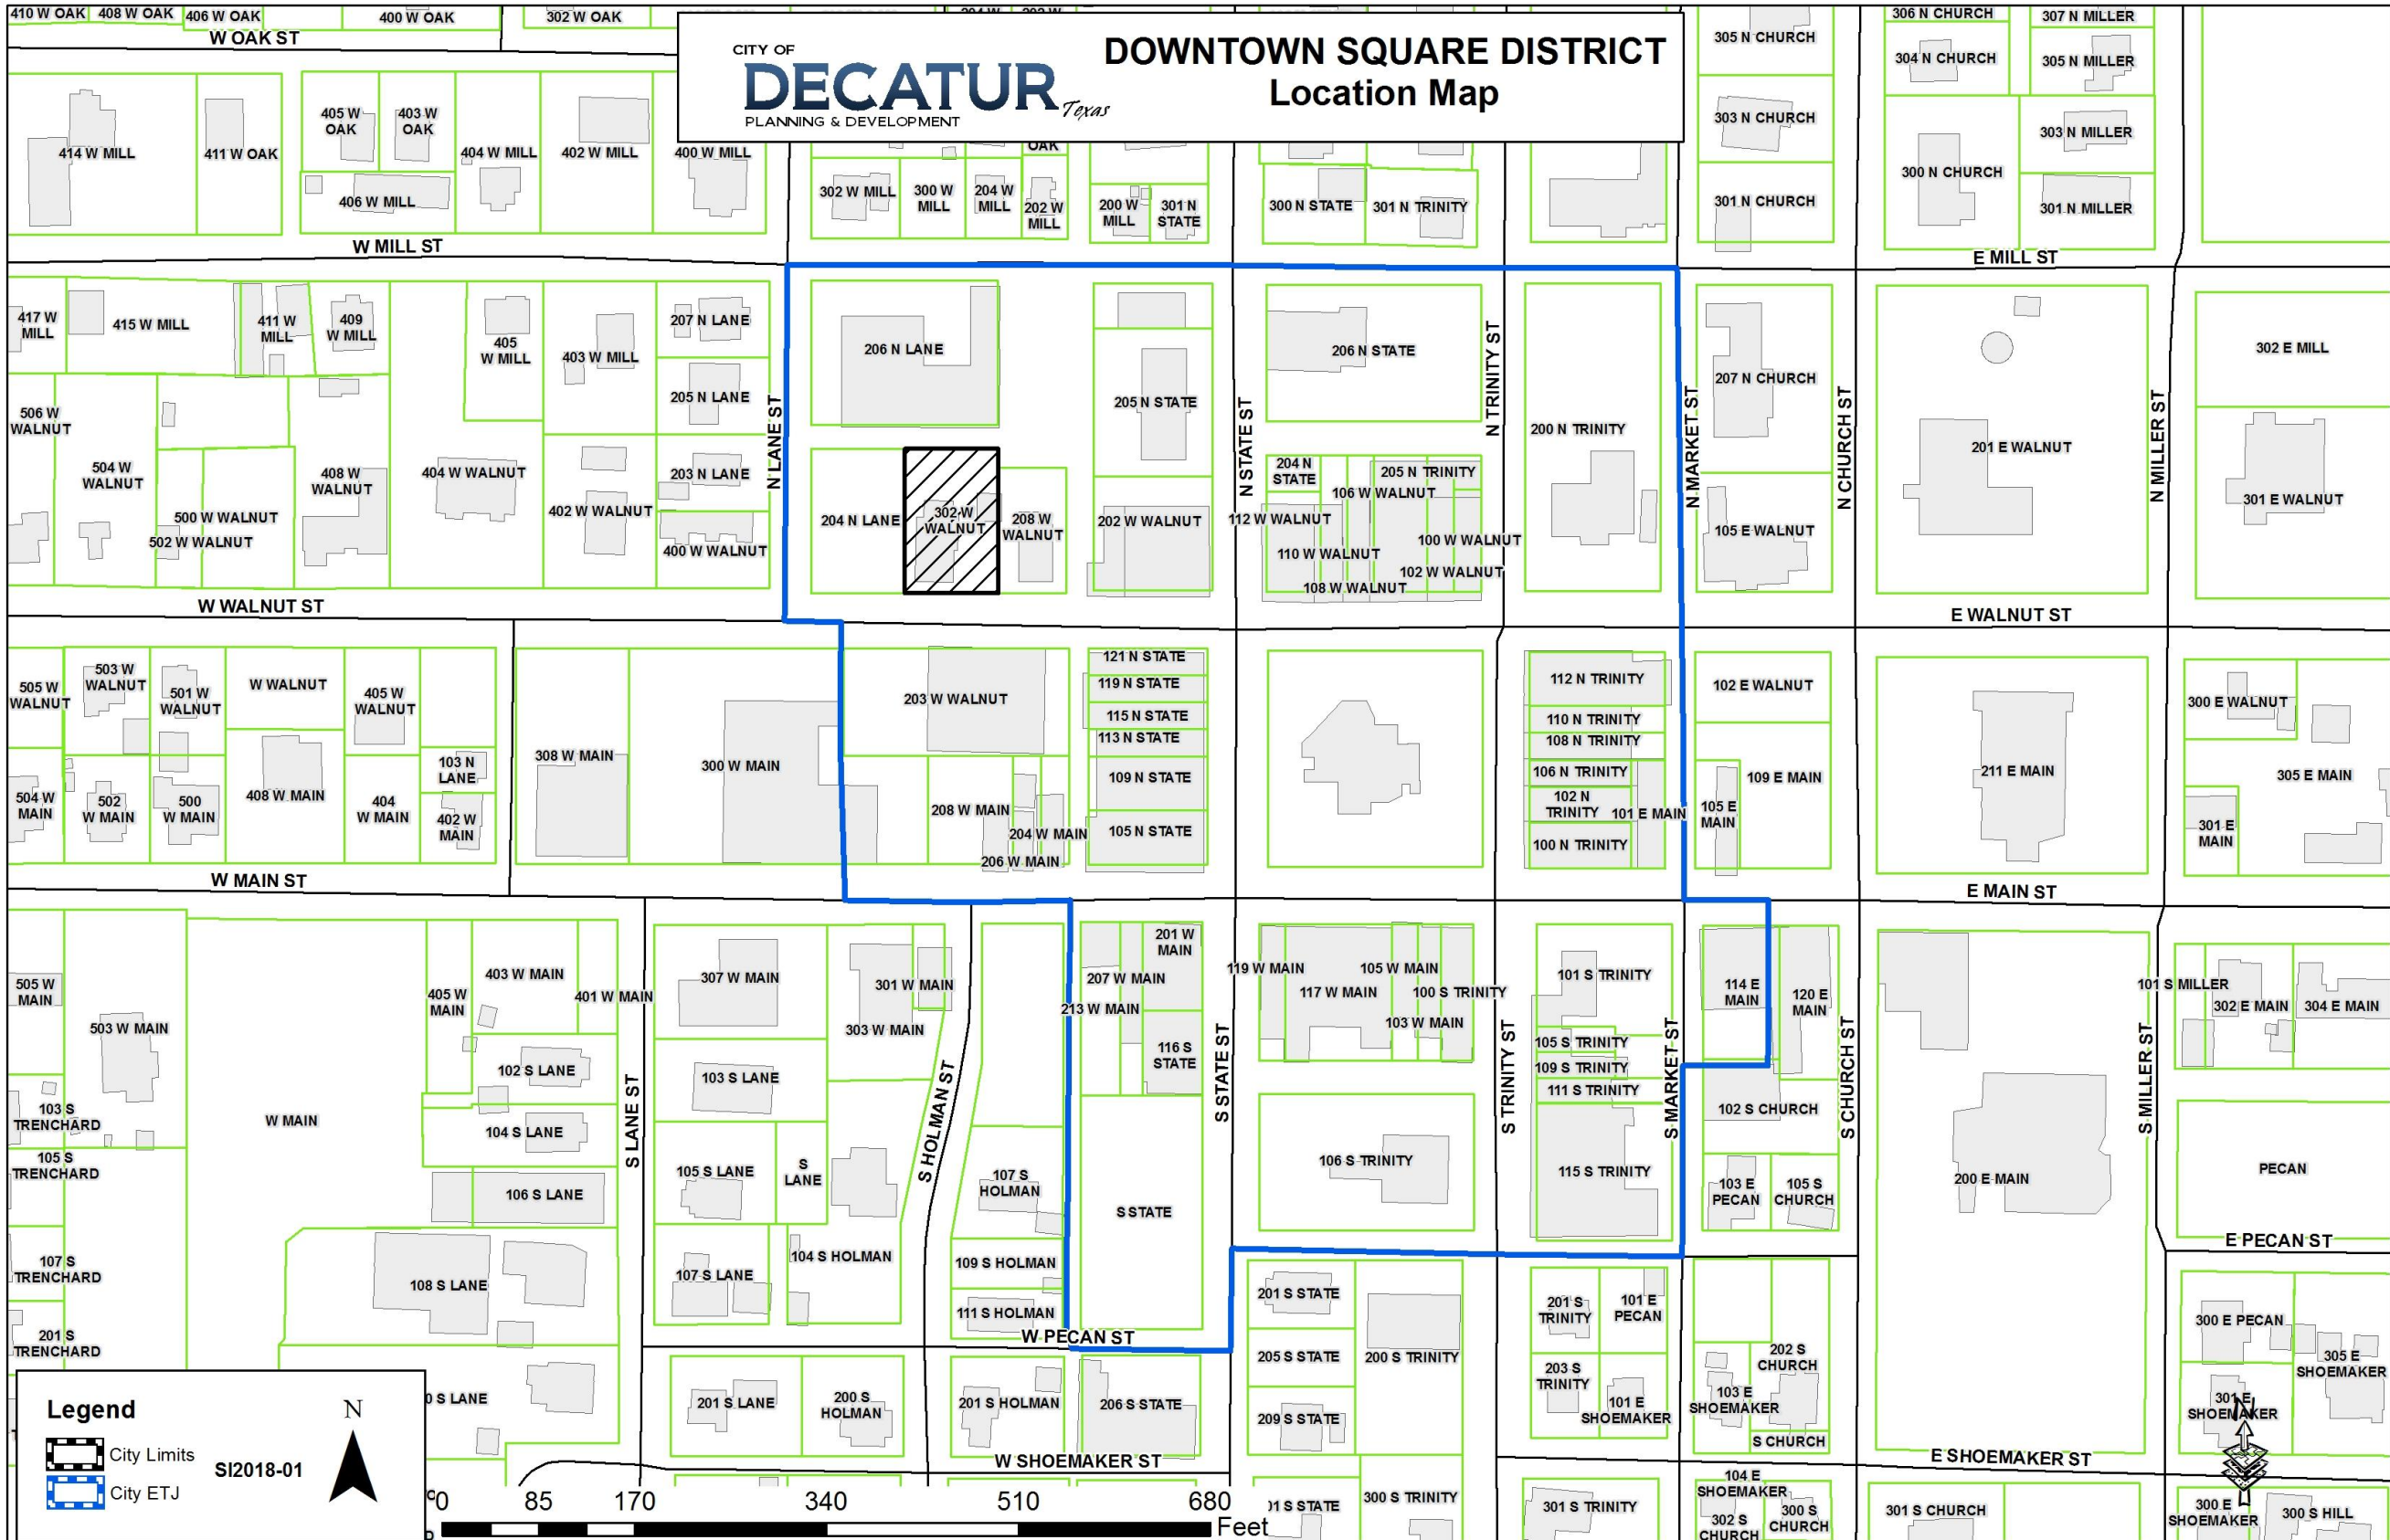 410 W OAK
408 W OAK
406 W OAK
400 W OAK
302 W OAK
W OAK ST
CITY OF
DECATUR
Texas
PLANNING & DEVELOPMENT
DOWNTOWN SQUARE DISTRICT
Location Map
305 N CHURCH
306 N CHURCH
307 N MILLER
304 N CHURCH
305 N MILLER
414 W MILL
411 W OAK
405 W
OAK
403 W
OAK
404 W MILL
402 W MILL
400 W MILL
406 W MILL
OAK
302 W MILL
300 W
MILL
204 W
MILL
202 W
MILL
200 W
MILL
301 N
STATE
300 N STATE
301 N TRINITY
303 N CHURCH
301 N CHURCH
300 N CHURCH
303 N MILLER
301 N MILLER
W MILL ST
E MILL ST
417 W
MILL
415 W MILL
411 W
MILL
409
W MILL
405
W MILL
403 W MILL
207 N LANE
205 N LANE
203 N LANE
N LANE ST
206 N LANE
205 N STATE
N STATE ST
206 N STATE
N TRINITY ST
200 N TRINITY
N MARKET ST
207 N CHURCH
N CHURCH ST
201 E WALNUT
N MILLER ST
302 E MILL
301 E WALNUT
506 W
WALNUT
504 W
WALNUT
500 W WALNUT
502 W WALNUT
408 W
WALNUT
404 W WALNUT
402 W WALNUT
400 W WALNUT
204 N LANE
302 W
WALNUT
208 W
WALNUT
202 W WALNUT
204 N
STATE
205 N TRINITY
106 W WALNUT
112 W WALNUT
110 W WALNUT
100 W WALNUT
102 W WALNUT
108 W WALNUT
105 E WALNUT
W WALNUT ST
E WALNUT ST
505 W
WALNUT
503 W
WALNUT
501 W
WALNUT
W WALNUT
405 W
WALNUT
504 W
MAIN
502
W MAIN
500
W MAIN
408 W MAIN
404
W MAIN
103 N
LANE
402 W
MAIN
308 W MAIN
300 W MAIN
203 W WALNUT
208 W MAIN
204 W MAIN
206 W MAIN
121 N STATE
119 N STATE
115 N STATE
113 N STATE
109 N STATE
105 N STATE
112 N TRINITY
110 N TRINITY
108 N TRINITY
106 N TRINITY
102 N
TRINITY
101 E MAIN
100 N TRINITY
102 E WALNUT
109 E MAIN
105 E
MAIN
211 E MAIN
300 E WALNUT
305 E MAIN
301 E
MAIN
W MAIN ST
E MAIN ST
505 W
MAIN
503 W MAIN
W MAIN
405 W
MAIN
403 W MAIN
401 W MAIN
102 S LANE
104 S LANE
106 S LANE
108 S LANE
S LANE ST
307 W MAIN
301 W MAIN
303 W MAIN
103 S LANE
105 S LANE
S
LANE
107 S LANE
104 S HOLMAN
S HOLMAN ST
107 S
HOLMAN
109 S HOLMAN
111 S HOLMAN
201 W
MAIN
207 W MAIN
213 W MAIN
116 S
STATE
S STATE
S STATE ST
119 W MAIN
105 W MAIN
117 W MAIN
100 S TRINITY
103 W MAIN
106 S TRINITY
S TRINITY ST
101 S TRINITY
105 S TRINITY
109 S TRINITY
111 S TRINITY
115 S TRINITY
S MARKET ST
114 E
MAIN
120 E
MAIN
102 S CHURCH
103 E
PECAN
105 S
CHURCH
S CHURCH ST
200 E MAIN
S MILLER ST
101 S MILLER
302 E MAIN
304 E MAIN
PECAN
E PECAN ST
103 S
TRENCHARD
105 S
TRENCHARD
107 S
TRENCHARD
201 S
TRENCHARD
W PECAN ST
0 S LANE
201 S LANE
200 S
HOLMAN
201 S HOLMAN
206 S STATE
201 S STATE
205 S STATE
209 S STATE
200 S TRINITY
201 S
TRINITY
101 E
PECAN
203 S
TRINITY
101 E
SHOEMAKER
202 S
CHURCH
103 E
SHOEMAKER
S CHURCH
300 E PECAN
305 E
SHOEMAKER
301 E
SHOEMAKER
N
W SHOEMAKER ST
E SHOEMAKER ST
01 S STATE
300 S TRINITY
301 S TRINITY
104 E
SHOEMAKER
302 S
CHURCH
300 S
CHURCH
301 S CHURCH
300 E
SHOEMAKER
300 S HILL
Legend
N
City Limits
City ETJ
SI2018-01
0 85 170 340 510 680
Feet